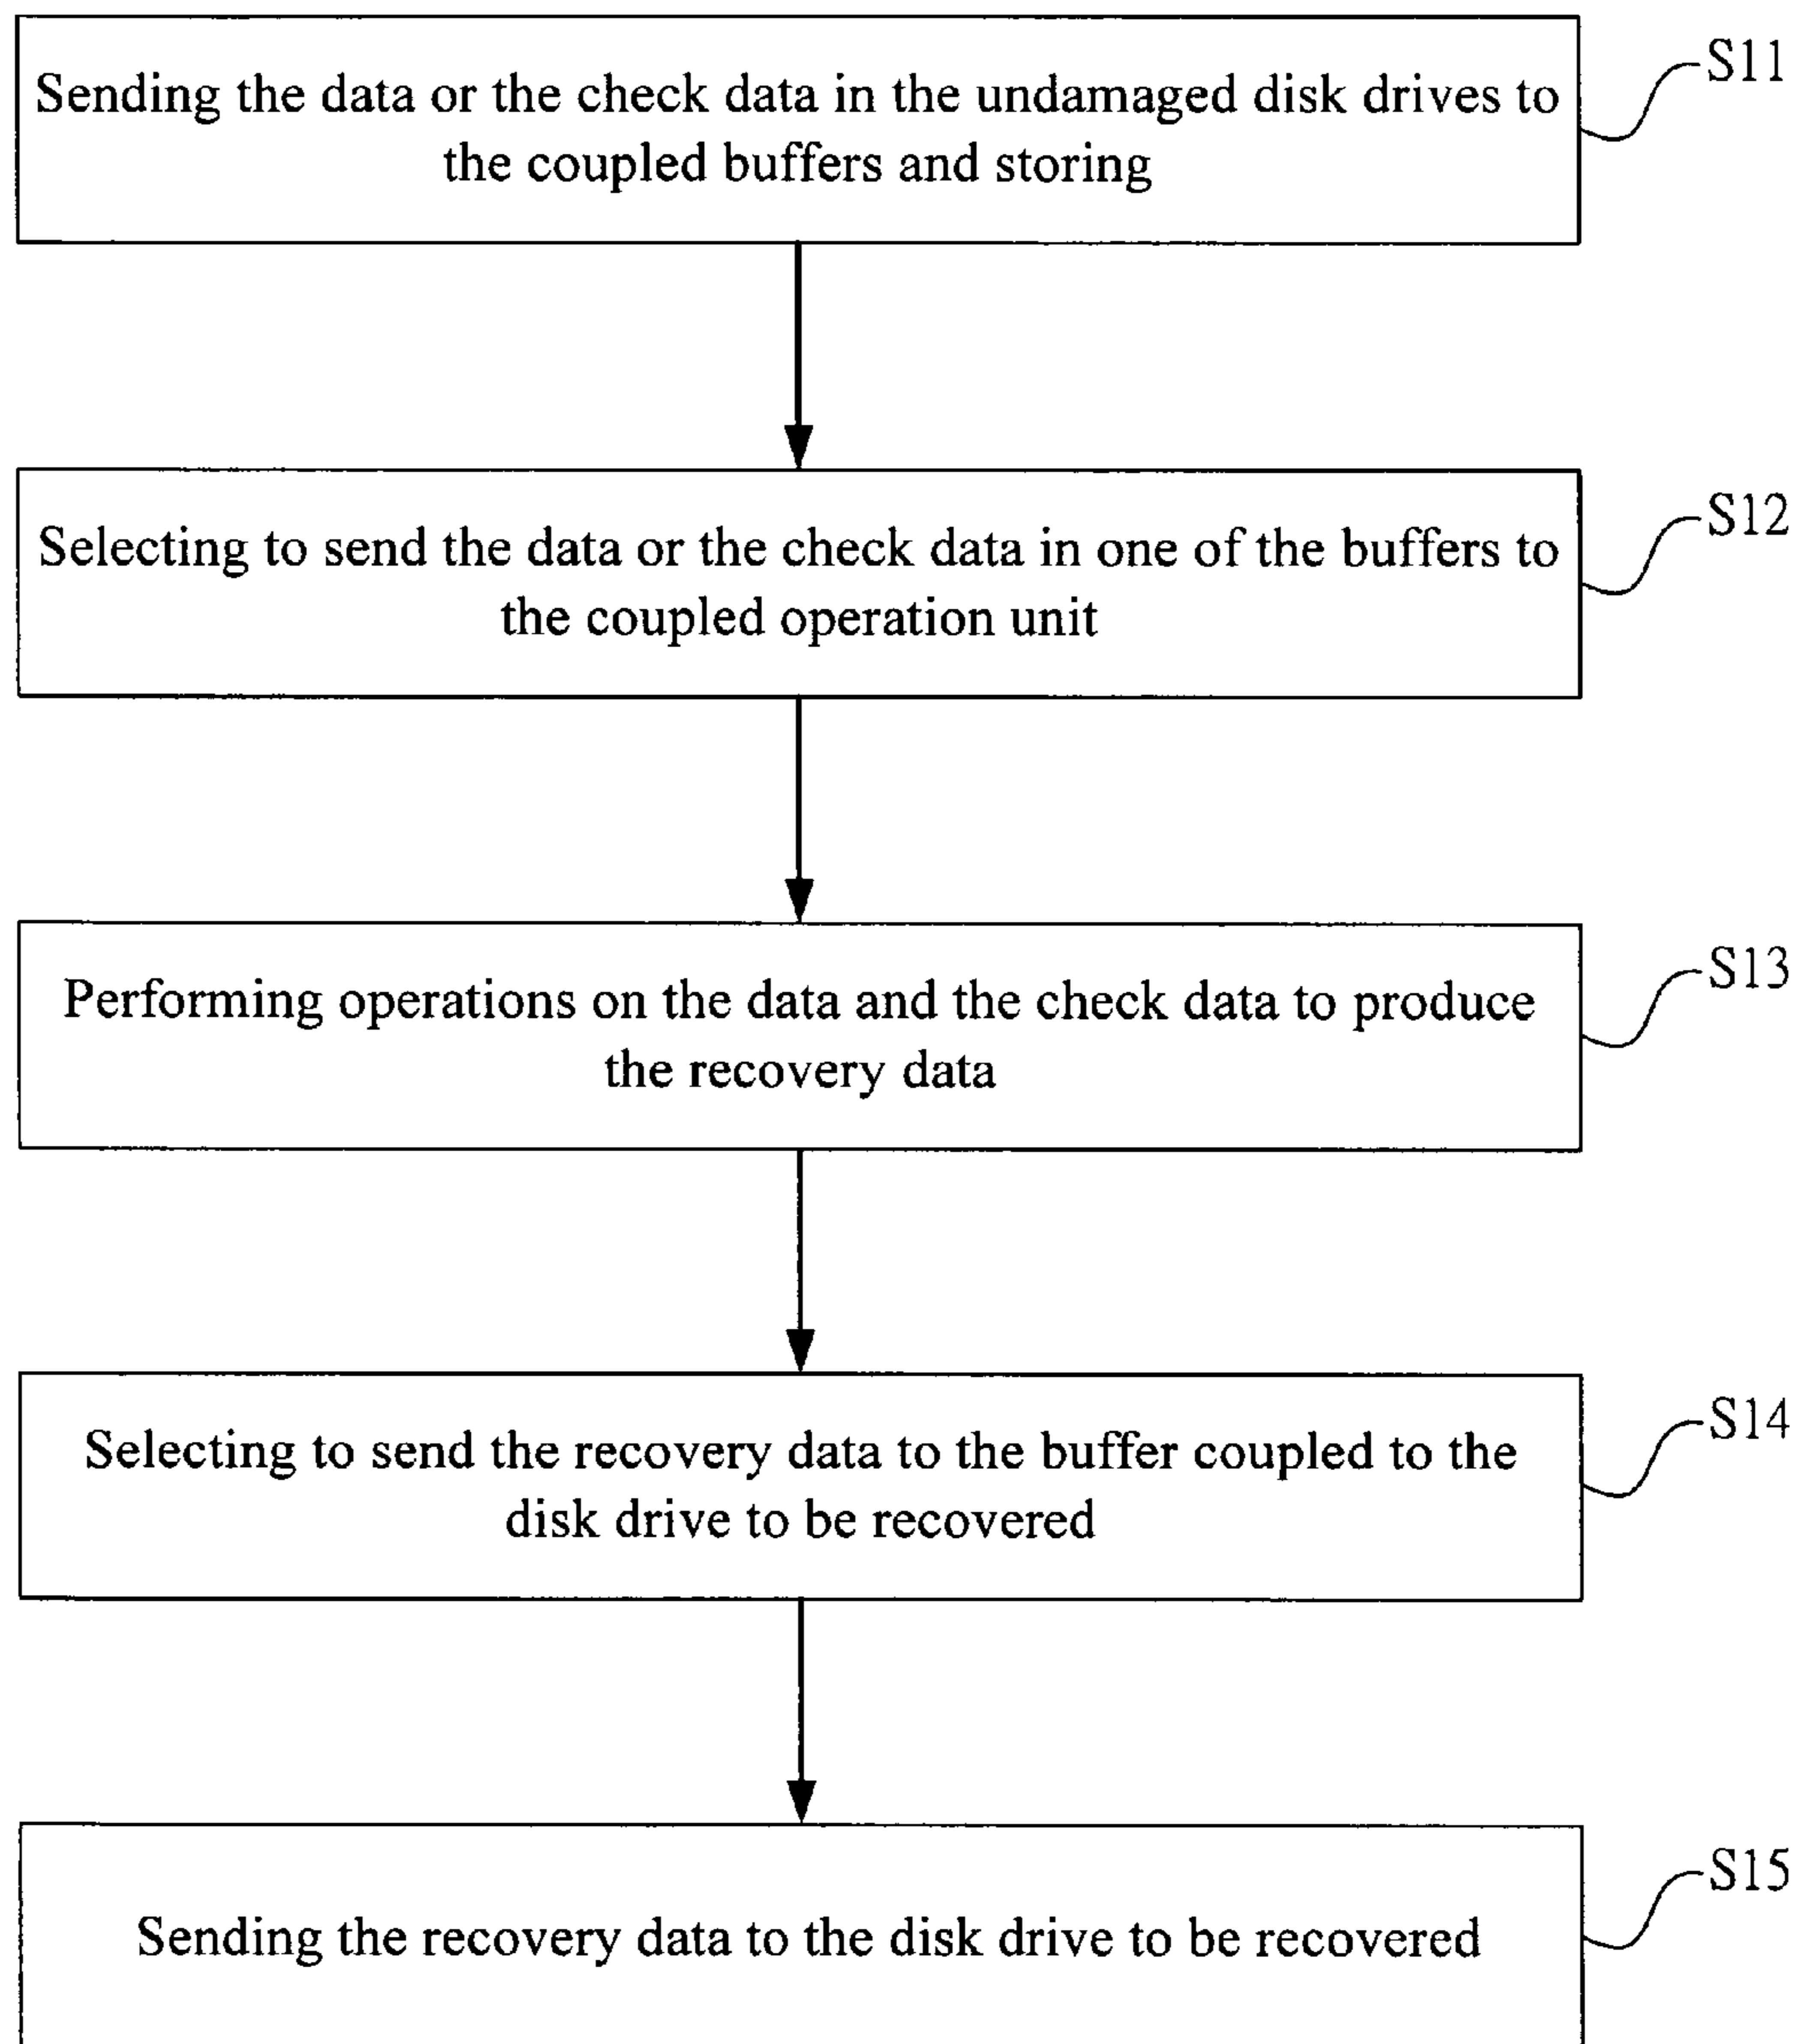 Sending the data or the check data in the undamaged disk drives to
the coupled buffers and storing
S11
Selecting to send the data or the check data in one of the buffers to
the coupled operation unit
S12
Performing operations on the data and the check data to produce
the recovery data
S13
Selecting to send the recovery data to the buffer coupled to the
disk drive to be recovered
S14
Sending the recovery data to the disk drive to be recovered
S15